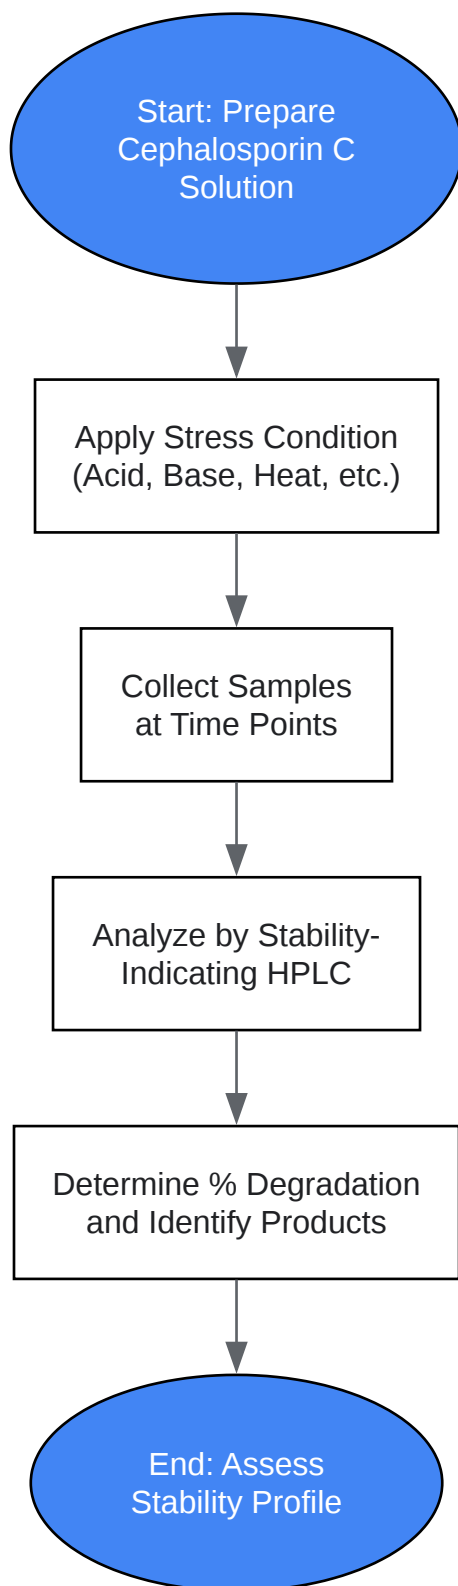 Start: Prepare
Cephalosporin C
Solution
Apply Stress Condition
(Acid, Base, Heat, etc.)
Collect Samples
at Time Points
Analyze by Stability-
Indicating HPLC
Determine % Degradation
and Identify Products
End: Assess
Stability Profile